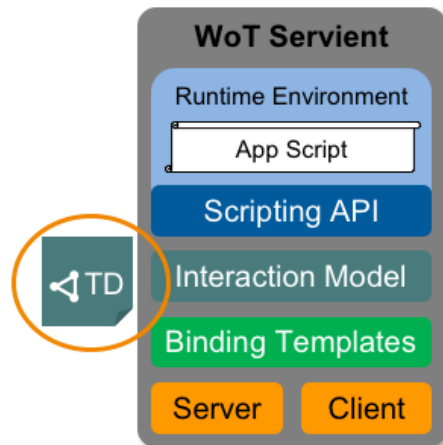 WoT Servient
Runtime Environment
App Script
Scripting API
TD
Interaction Model
Binding Templates
Server
Client